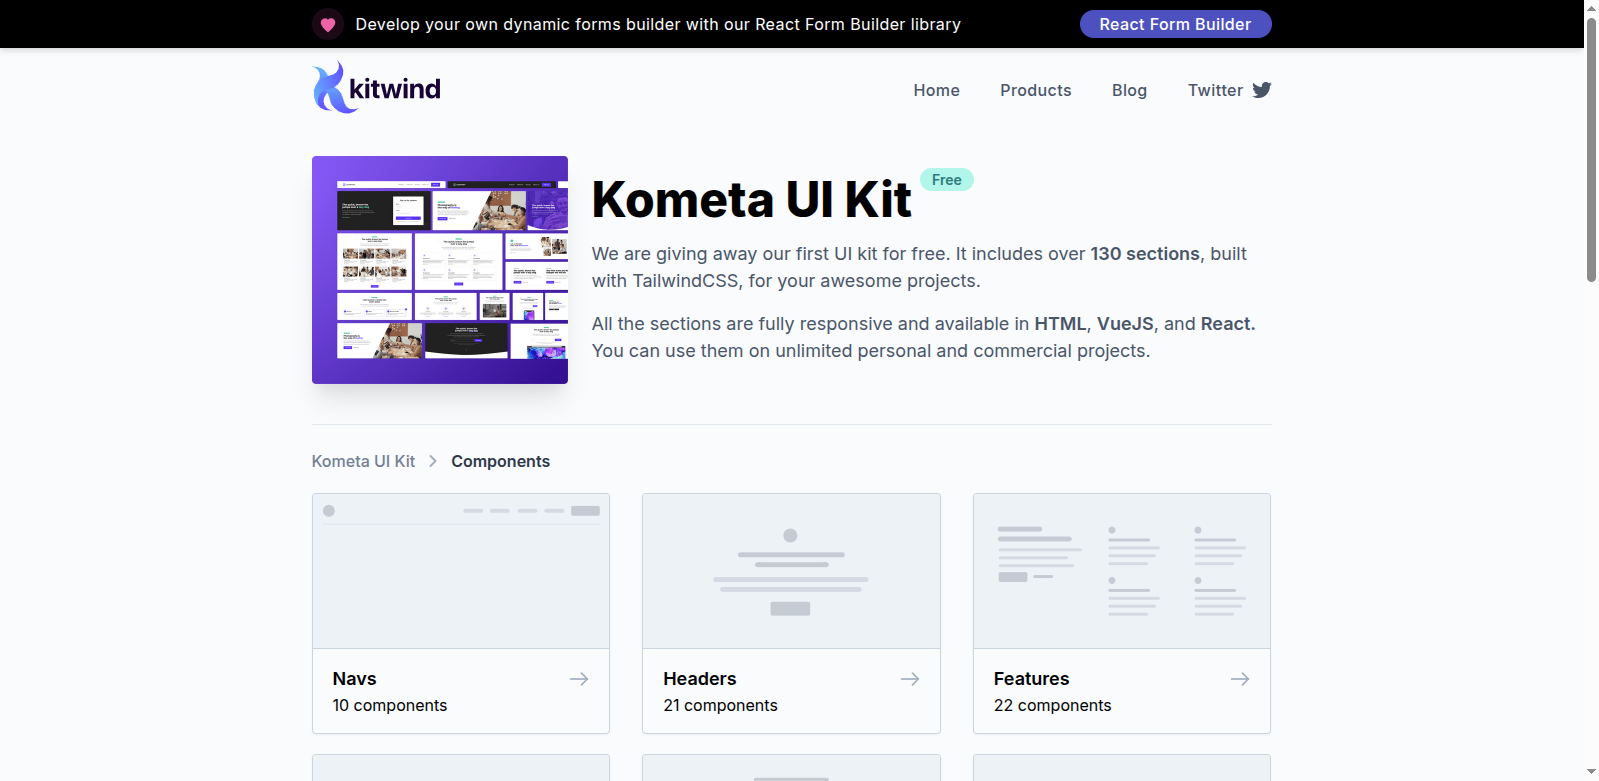 Develop your own dynamic forms builder with our React Form Builder library
React Form Builder
kitwind
Home
Products
Blog
Twitter
Kometa UI Kit
Free
We are giving away our first UI kit for free. It includes over 130 sections, built
with TailwindCSS, for your awesome projects.
All the sections are fully responsive and available in HTML, VueJS, and React.
You can use them on unlimited personal and commercial projects.
Kometa UI Kit
Components
Navs
10 components
Headers
21 components
Features
22 components